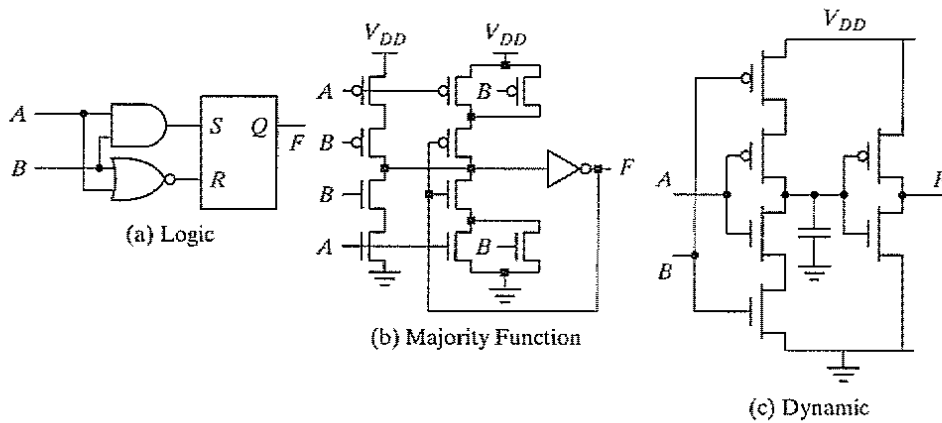 A
B
S
Q
R
F
(a) Logic
V_DD
V_DD
A
B
B
B
A
B
F
(b) Majority Function
V_DD
A
B
(c) Dynamic